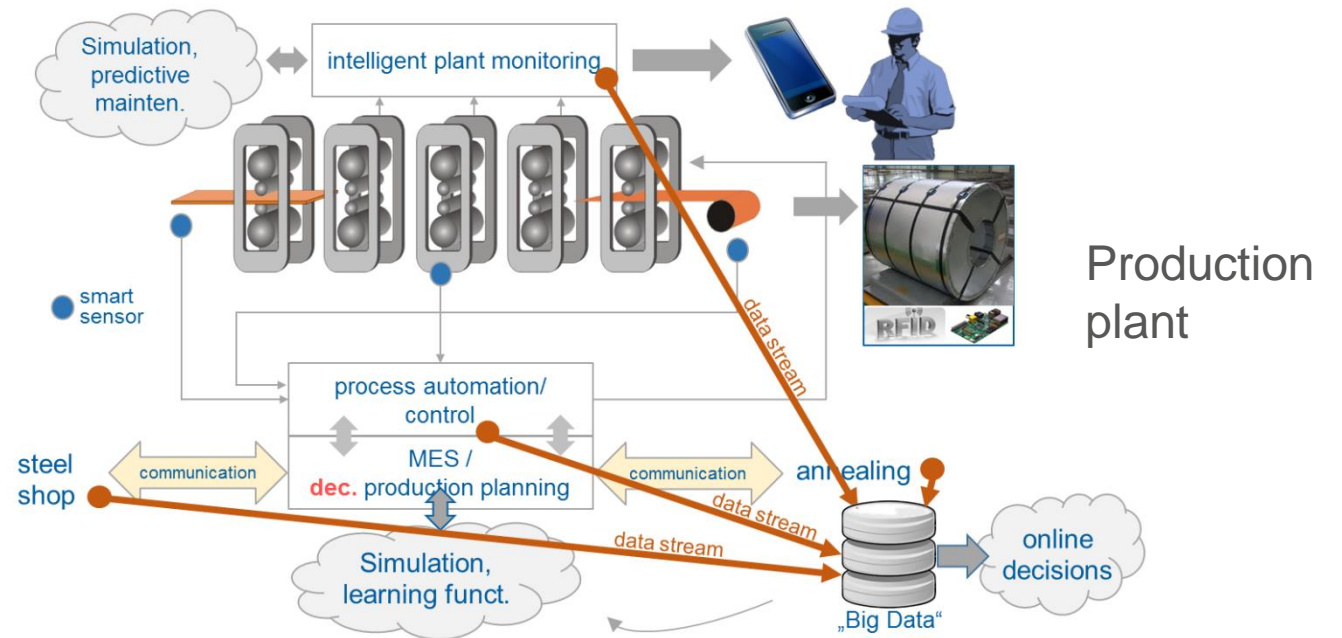 Simulation,
predictive
mainten.
intelligent plant monitoring
smart
sensor
data stream
RFID
Production
plant
process automation/
control
steel
shop
communication
MES /
dec. production planning
communication
annealing
data stream
data stream
Simulation,
learning funct.
online
decisions
„Big Data“